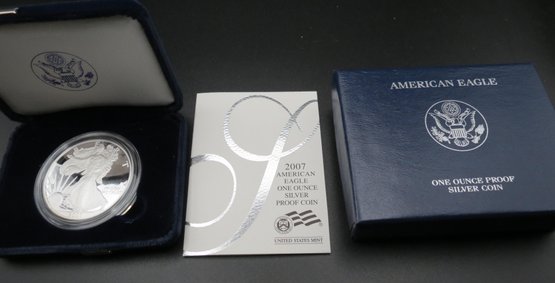 2007
AMERICAN
EAGLE
ONE OUNCE
SILVER
PROOF COIN
UNITED STATES MINT
AMERICAN EAGLE
ONE OUNCE PROOF
SILVER COIN